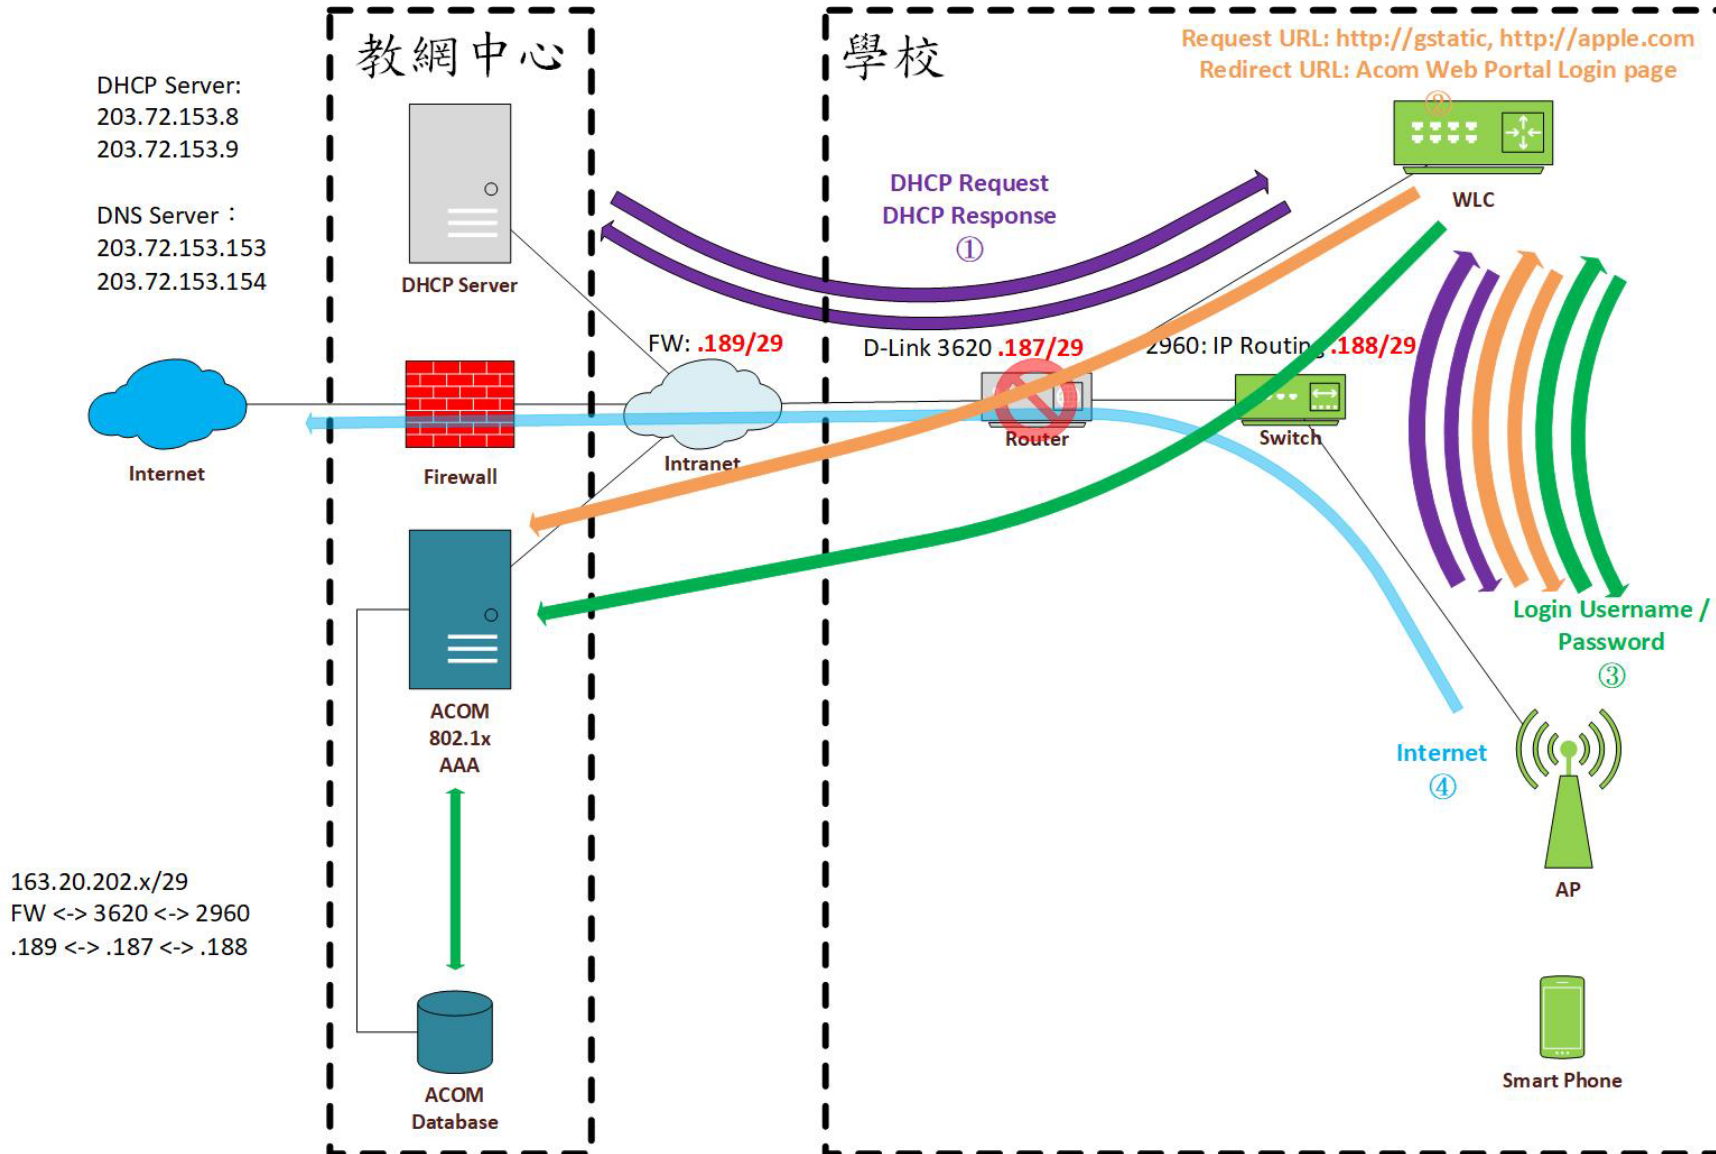 教網中心
學校
Request URL: http://gstatic, http://apple.com
Redirect URL: Acom Web Portal Login page
②
DHCP Server:
203.72.153.8
203.72.153.9
DNS Server：
203.72.153.153
203.72.153.154
DHCP Server
DHCP Request
DHCP Response
①
WLC
FW: .189/29
D-Link 3620 .187/29
2960: IP Routing .188/29
Internet
Firewall
Intranet
Router
Switch
Login Username /
Password
③
ACOM
802.1x
AAA
Internet
④
AP
163.20.202.x/29
FW <-> 3620 <-> 2960
.189 <-> .187 <-> .188
Smart Phone
ACOM
Database